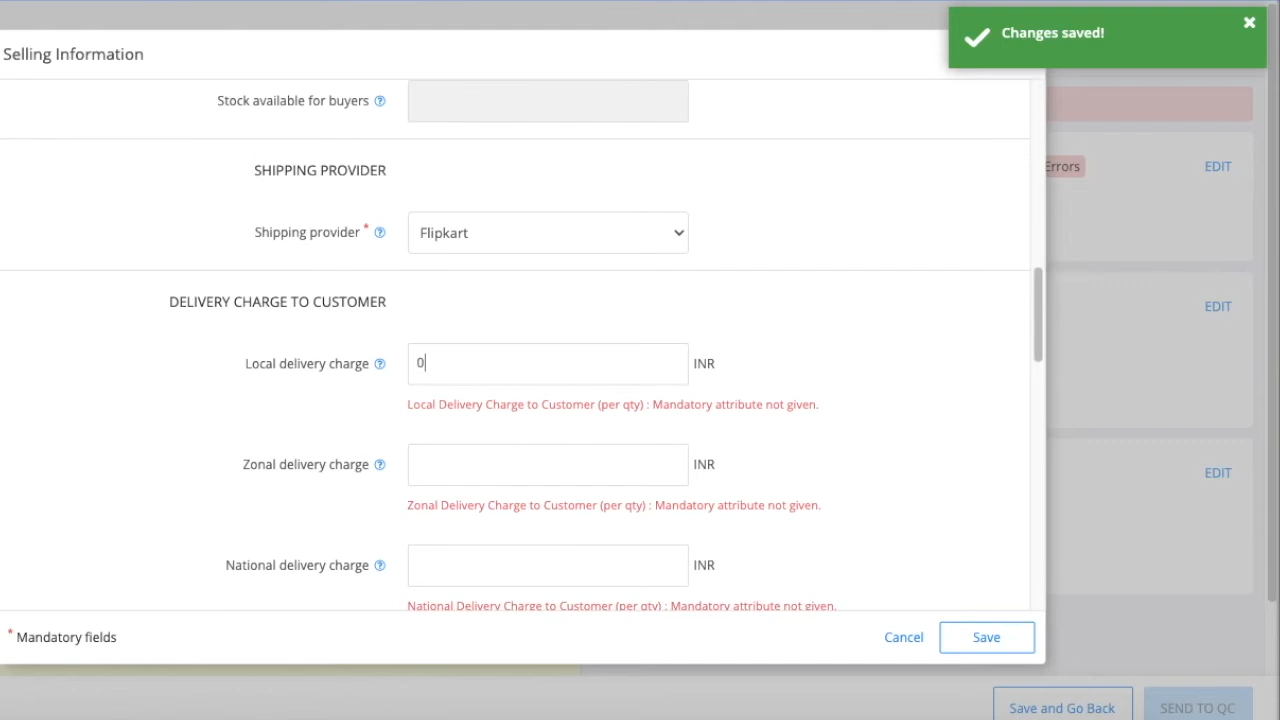 Changes saved!
Selling Information
Stock available for buyers
Errors
EDIT
SHIPPING PROVIDER
Shipping provider * Flipkart
DELIVERY CHARGE TO CUSTOMER
EDIT
Local delivery charge 0 INR
Local Delivery Charge to Customer (per qty) : Mandatory attribute not given.
Zonal delivery charge INR
EDIT
Zonal Delivery Charge to Customer (per qty) : Mandatory attribute not given.
National delivery charge INR
National Delivery Charge to Customer (per qty) : Mandatory attribute not given.
* Mandatory fields
Cancel
Save
Save and Go Back
SEND TO QC